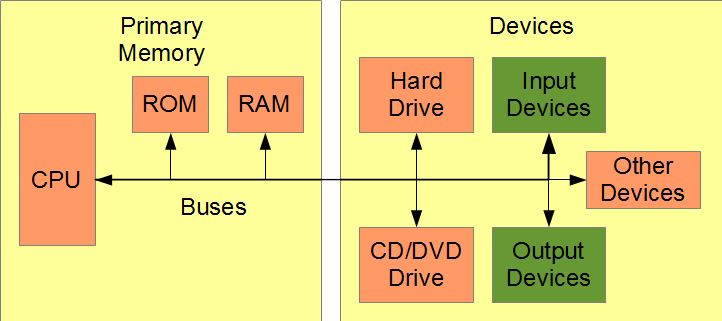 Primary
Memory
ROM
RAM
CPU
Buses
Devices
Hard
Drive
Input
Devices
Other
Devices
CD/DVD
Drive
Output
Devices